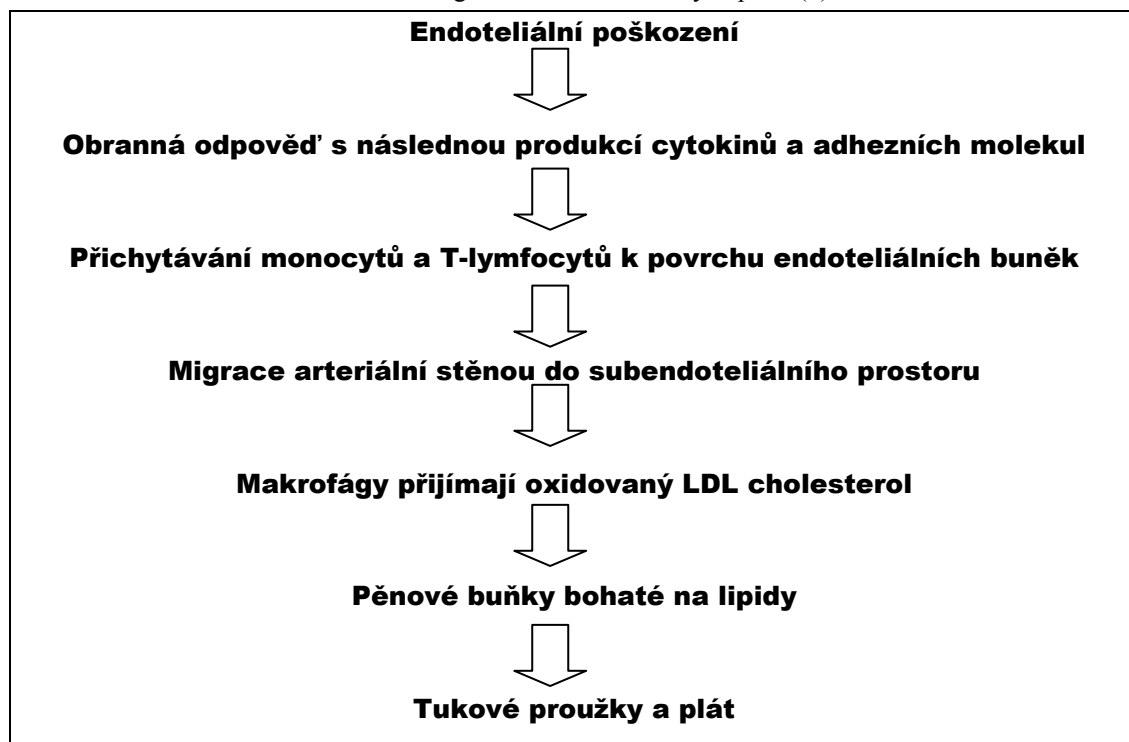 Endoteliální poškození
Obranná odpověď s následnou produkcí cytokinů a adhezních molekul
Přichytávání monocytů a T-lymfocytů k povrchu endoteliálních buněk
Migrace arteriální stěnou do subendoteliálního prostoru
Makrofágy přijímají oxidovaný LDL cholesterol
Pěnové buňky bohaté na lipidy
Tukové proužky a plát